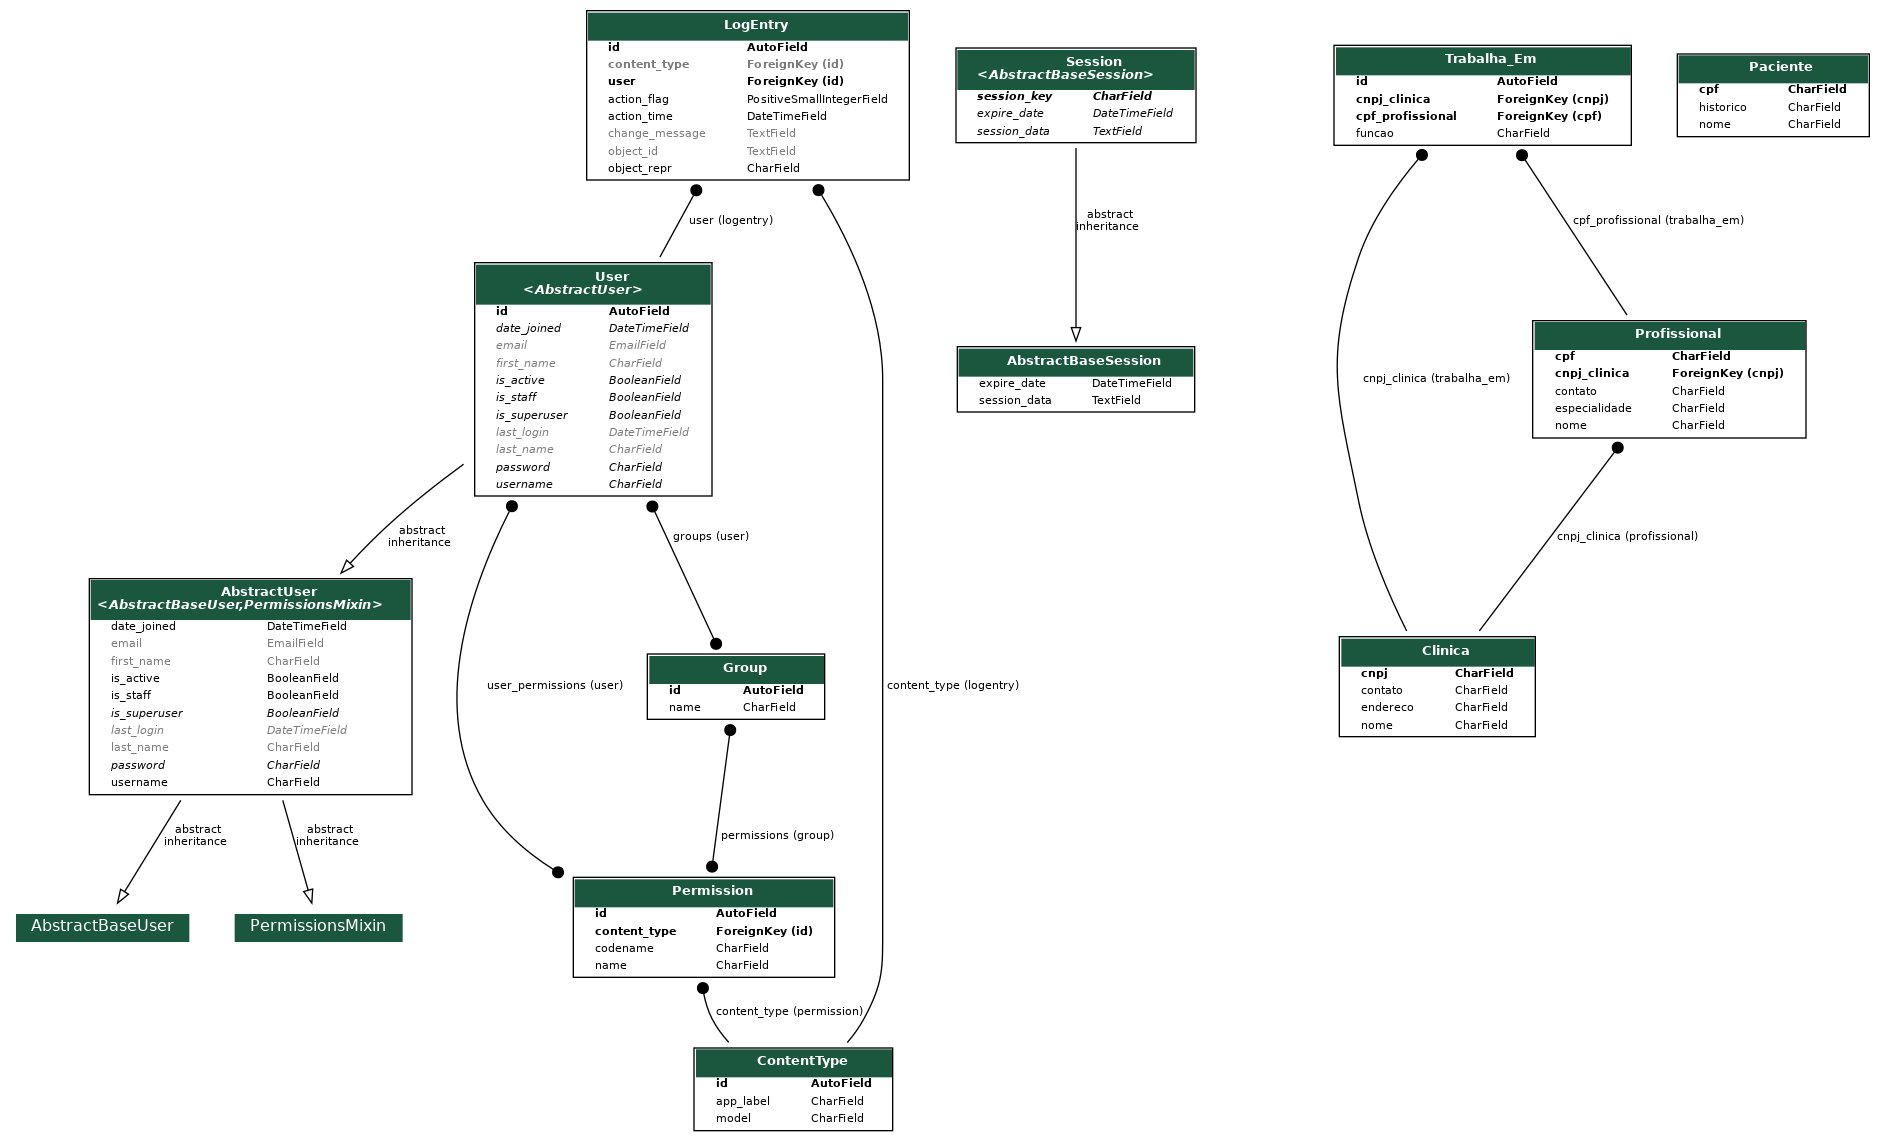 LogEntry
id AutoField
content_type ForeignKey (id)
user ForeignKey (id)
action_flag PositiveSmallIntegerField
action_time DateTimeField
change_message TextField
object_id TextField
object_repr CharField
Session
<AbstractBaseSession>
session_key CharField
expire_date DateTimeField
session_data TextField
Trabalha_Em
id AutoField
cnpj_clinica ForeignKey (cnpj)
cpf_profissional ForeignKey (cpf)
funcao CharField
Paciente
cpf CharField
historico CharField
nome CharField
user (logentry)
abstract
inheritance
cpf_profissional (trabalha_em)
User
<AbstractUser>
id AutoField
date_joined DateTimeField
email EmailField
first_name CharField
is_active BooleanField
is_staff BooleanField
is_superuser BooleanField
last_login DateTimeField
last_name CharField
password CharField
username CharField
AbstractBaseSession
expire_date DateTimeField
session_data TextField
cnpj_clinica (trabalha_em)
Profissional
cpf CharField
cnpj_clinica ForeignKey (cnpj)
contato CharField
especialidade CharField
nome CharField
abstract
inheritance
groups (user)
cnpj_clinica (profissional)
AbstractUser
<AbstractBaseUser,PermissionsMixin>
date_joined DateTimeField
email EmailField
first_name CharField
is_active BooleanField
is_staff BooleanField
is_superuser BooleanField
last_login DateTimeField
last_name CharField
password CharField
username CharField
user_permissions (user)
Group
id AutoField
name CharField
content_type (logentry)
Clinica
cnpj CharField
contato CharField
endereco CharField
nome CharField
abstract
inheritance
abstract
inheritance
permissions (group)
AbstractBaseUser
PermissionsMixin
Permission
id AutoField
content_type ForeignKey (id)
codename CharField
name CharField
content_type (permission)
ContentType
id AutoField
app_label CharField
model CharField